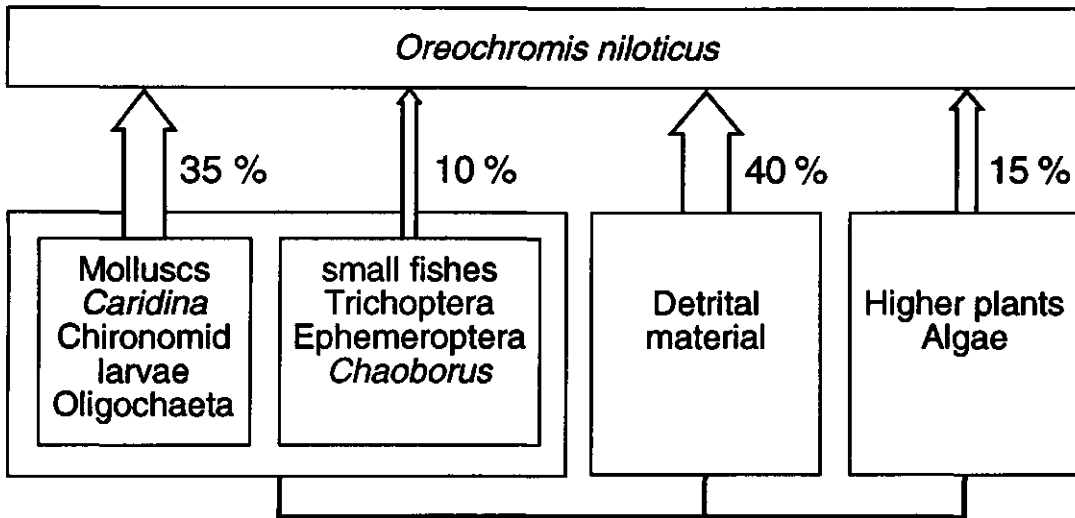 Oreochromis niloticus
35 %
10 %
40 %
15 %
Molluscs
Caridina
Chironomid
larvae
Oligochaeta
small fishes
Trichoptera
Ephemeroptera
Chaoborus
Detrital
material
Higher plants
Algae